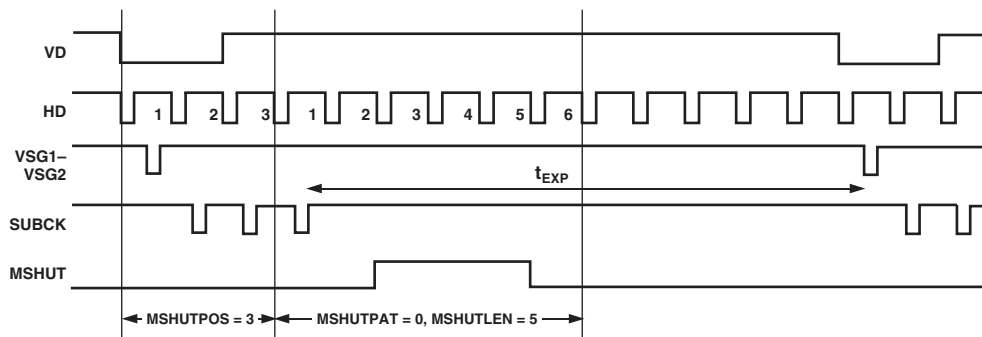 VD
HD
1 2 3 1 2 3 4 5 6
VSG1–
VSG2
tEXP
SUBCK
MSHUT
MSHUTPOS = 3
MSHUTPAT = 0, MSHUTLEN = 5